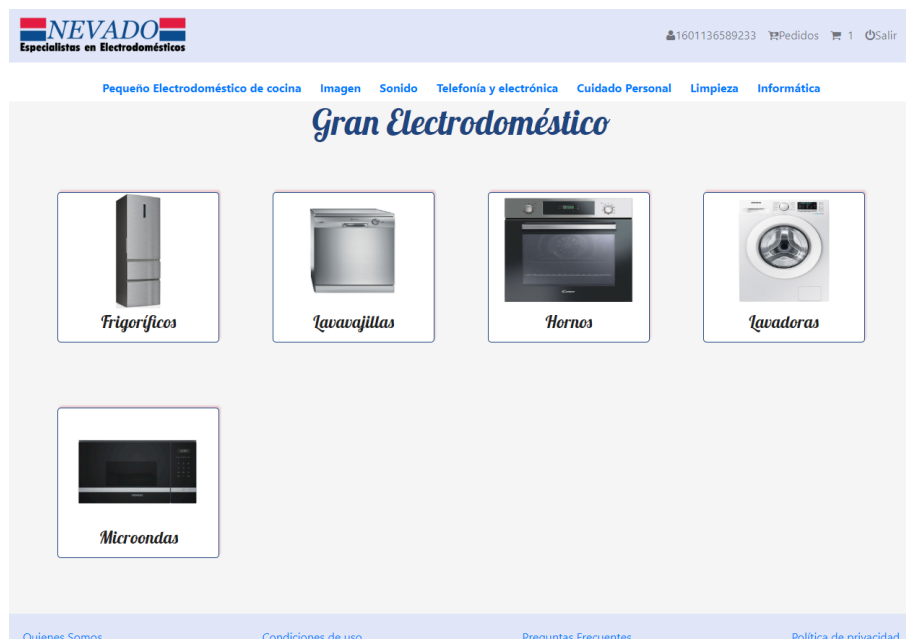 NEVADO
Especialistas en Electrodomésticos
1601136589233 Pedidos 1 Salir
Pequeño Electrodoméstico de cocina Imagen Sonido Telefonía y electrónica Cuidado Personal Limpieza Informática
Gran Electrodoméstico
Frigoríficos Lavavajillas Hornos Lavadoras
Microondas
Quienes Somos Condiciones de uso Preguntas Frecuentes Política de privacidad